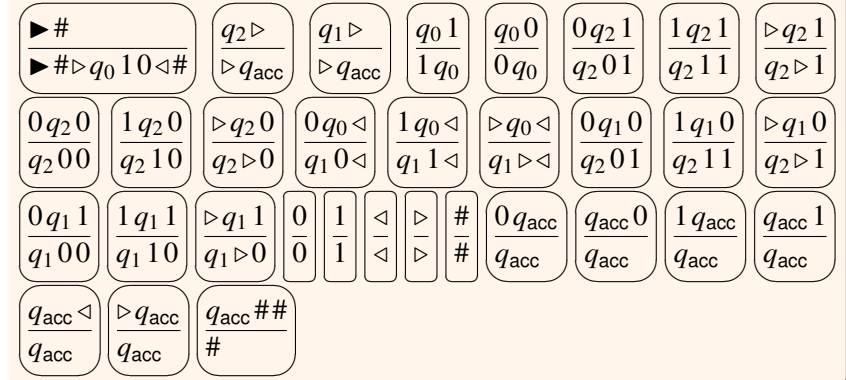 ▶# q₂▷ q₁▷ q₀1 q₀0 0q₂1 1q₂1 ▷q₂1
▶#▷q₀10◁# ▷q_acc ▷q_acc 1q₀ 0q₀ q₂01 q₂11 q₂▷1
0q₂0 1q₂0 ▷q₂0 0q₀◁ 1q₀◁ ▷q₀◁ 0q₁0 1q₁0 ▷q₁0
q₂00 q₂10 q₂▷0 q₁0◁ q₁1◁ q₁▷◁ q₂01 q₂11 q₂▷1
0q₁1 1q₁1 ▷q₁1 0 1 ◁ ▷ # 0q_acc q_acc0 1q_acc q_acc1
q₁00 q₁10 q₁▷0 0 1 ◁ ▷ # q_acc q_acc q_acc q_acc
q_acc◁ ▷q_acc q_acc##
q_acc q_acc #